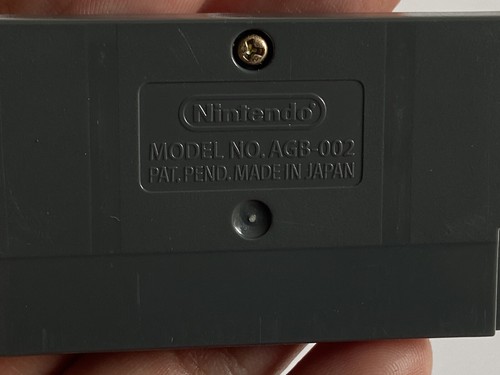 Nintendo®
MODEL NO. AGB-002
PAT. PEND. MADE IN JAPAN